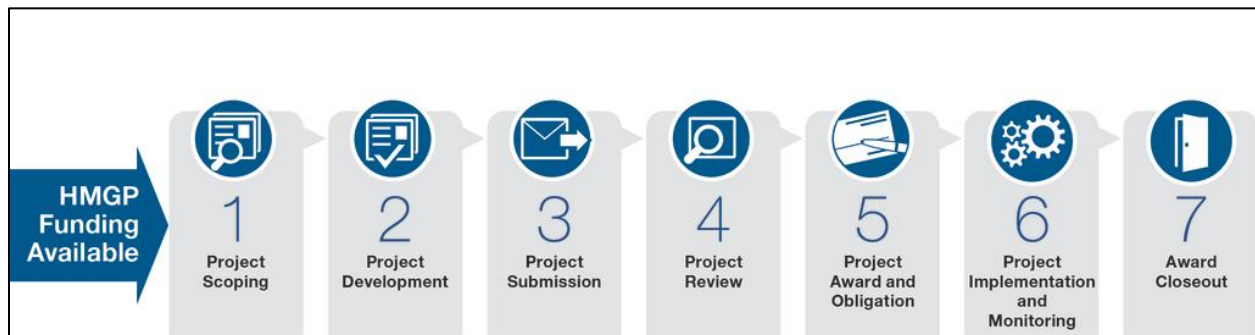 HMGP
Funding
Available
1
Project
Scoping
2
Project
Development
3
Project
Submission
4
Project
Review
5
Project
Award and
Obligation
6
Project
Implementation
and
Monitoring
7
Award
Closeout